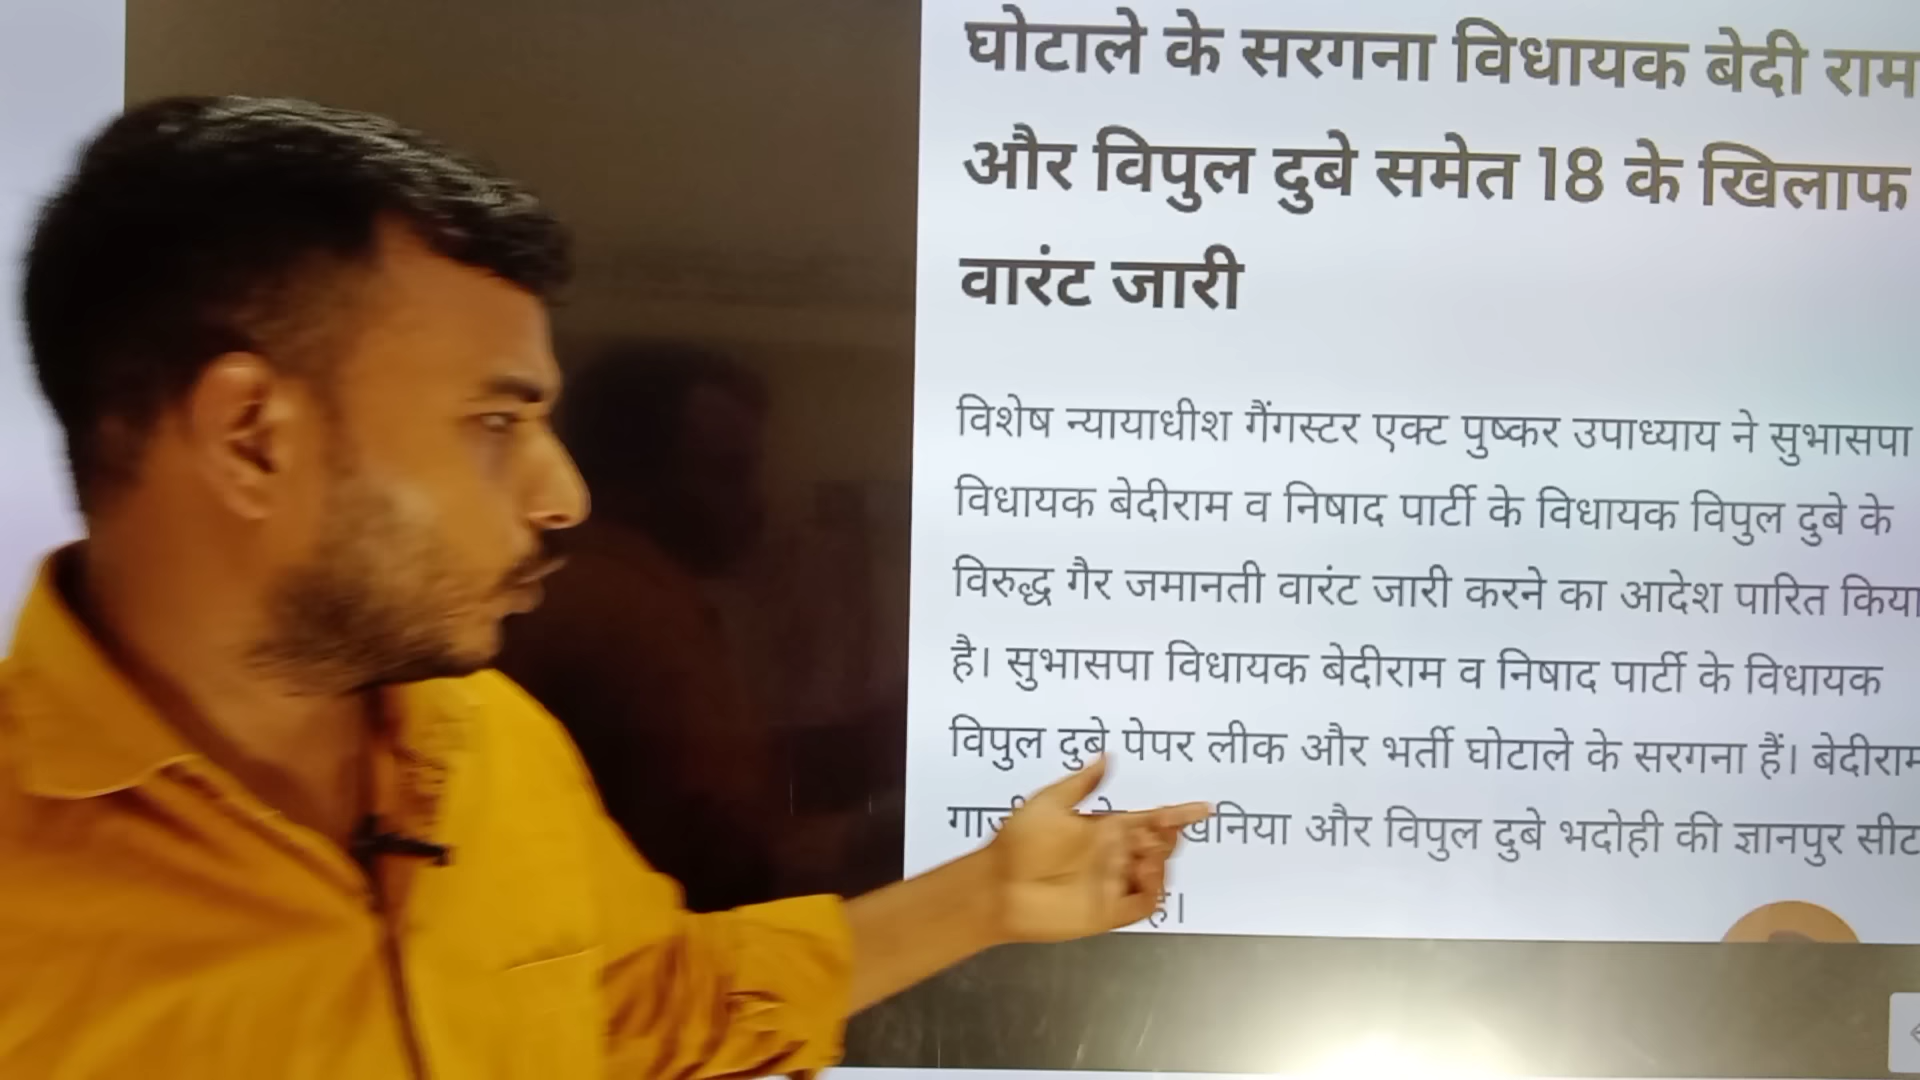 घोटाले के सरगना विधायक बेदी राम
और विपुल दुबे समेत 18 के खिलाफ
वारंट जारी
विशेष न्यायाधीश गैंगस्टर एक्ट पुष्कर उपाध्याय ने सुभासपा
विधायक बेदीराम व निषाद पार्टी के विधायक विपुल दुबे के
विरुद्ध गैर जमानती वारंट जारी करने का आदेश पारित किया
है। सुभासपा विधायक बेदीराम व निषाद पार्टी के विधायक
विपुल दुबे पेपर लीक और भर्ती घोटाले के सरगना हैं। बेदीराम
और विपुल दुबे भदोही की ज्ञानपुर सीट
है।